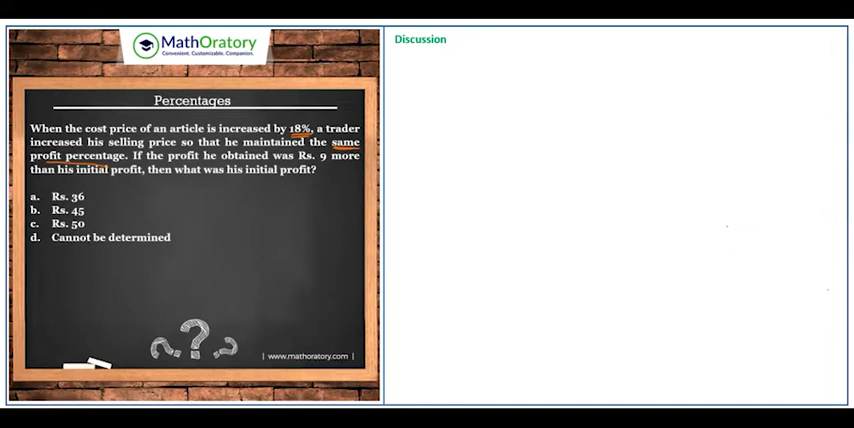 MathOratory
Convenient. Customizable. Companion.
Percentages
When the cost price of an article is increased by 18%, a trader
increased his selling price so that he maintained the same
profit percentage. If the profit he obtained was Rs. 9 more
than his initial profit, then what was his initial profit?
a. Rs. 36
b. Rs. 45
c. Rs. 50
d. Cannot be determined
| www.mathoratory.com |
Discussion